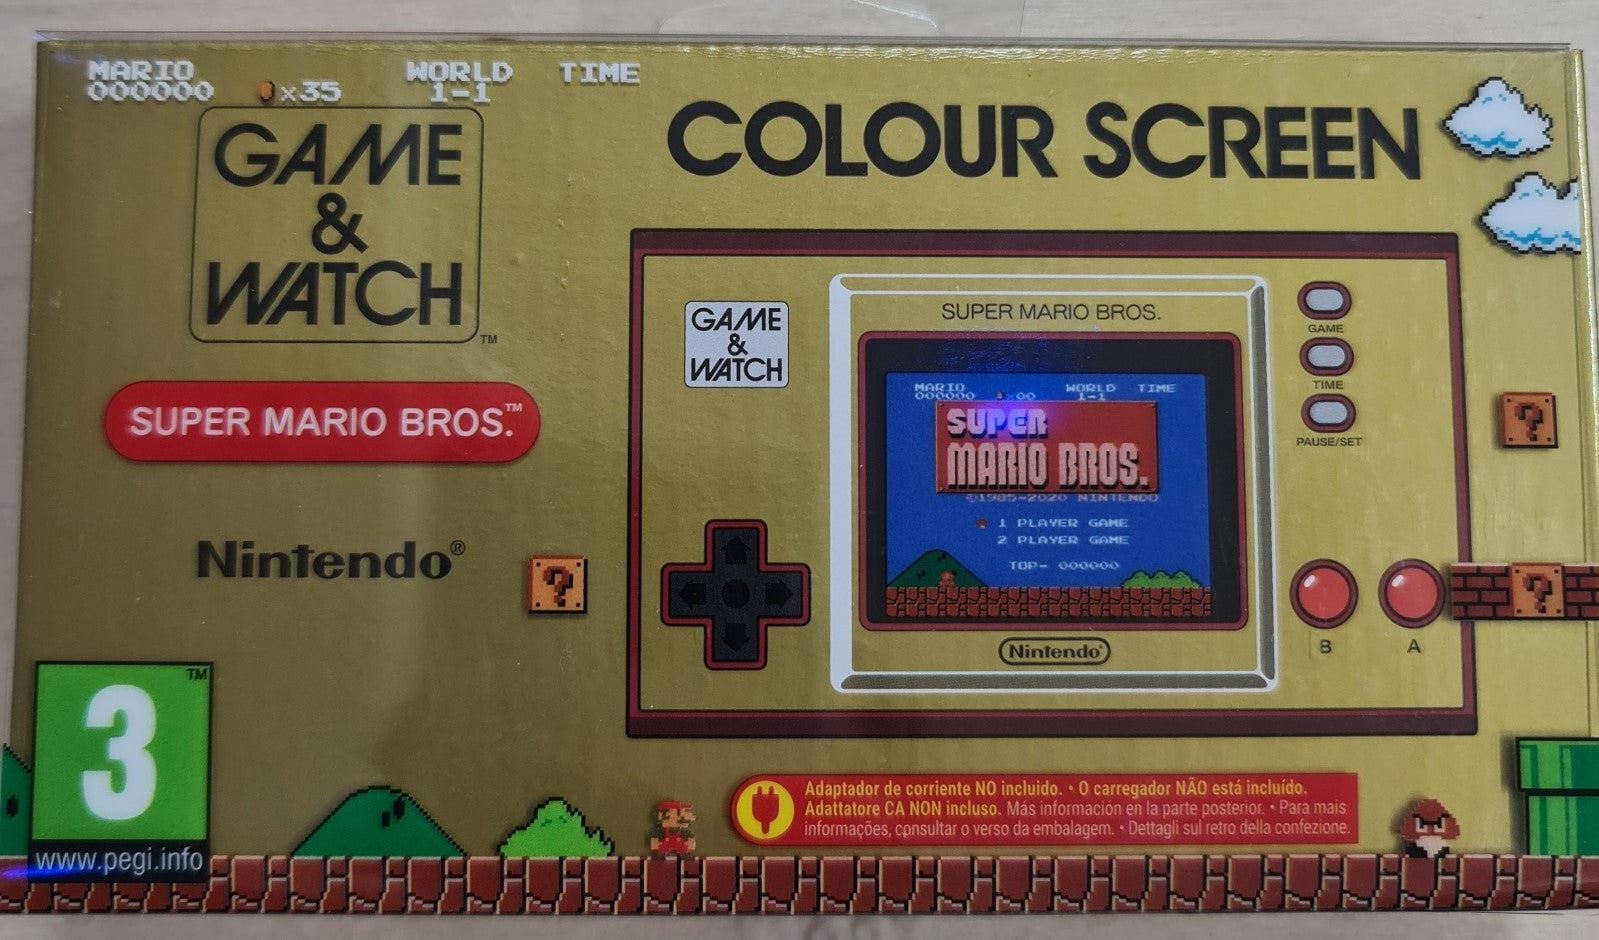 MARIO WORLD TIME
000000 x35 1-1
GAME
&
WATCH™
COLOUR SCREEN
SUPER MARIO BROS.™
Nintendo®
3™
www.pegi.info
GAME
&
WATCH
SUPER MARIO BROS.
MARIO WORLD TIME
000000 x00 1-1
SUPER
MARIO BROS.
©1985-2020 NINTENDO
1 PLAYER GAME
2 PLAYER GAME
TOP- 000000
Nintendo®
GAME
TIME
PAUSE/SET
B A
?
?
?
Adaptador de corriente NO incluido. • O carregador NÃO está incluído.
Adattatore CA NON incluso. Más información en la parte posterior. • Para mais
informações, consultar o verso da embalagem. • Dettagli sul retro della confezione.